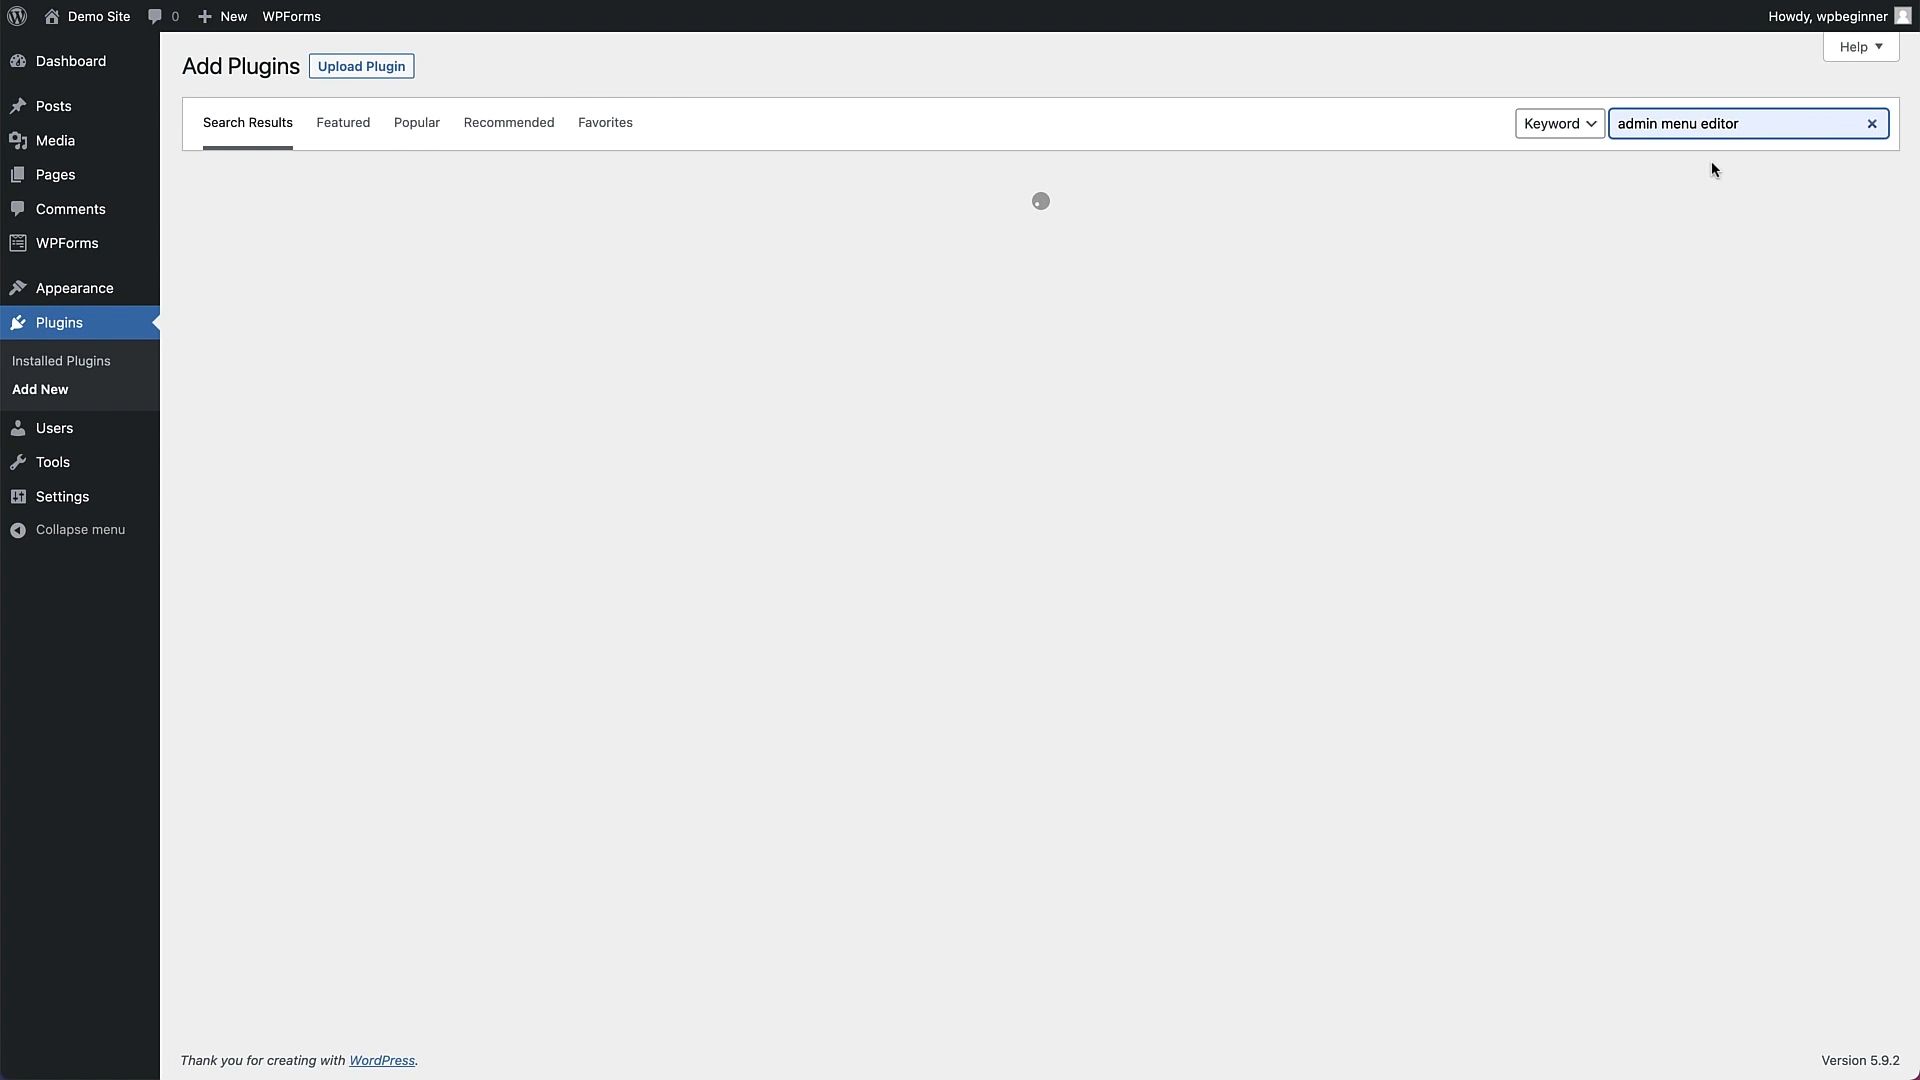 Demo Site 0 New WPForms Howdy, wpbeginner
Help
Dashboard
Posts
Media
Pages
Comments
WPForms
Appearance
Plugins
Installed Plugins
Add New
Users
Tools
Settings
Collapse menu
Add Plugins Upload Plugin
Search Results Featured Popular Recommended Favorites Keyword admin menu editor
Thank you for creating with WordPress. Version 5.9.2